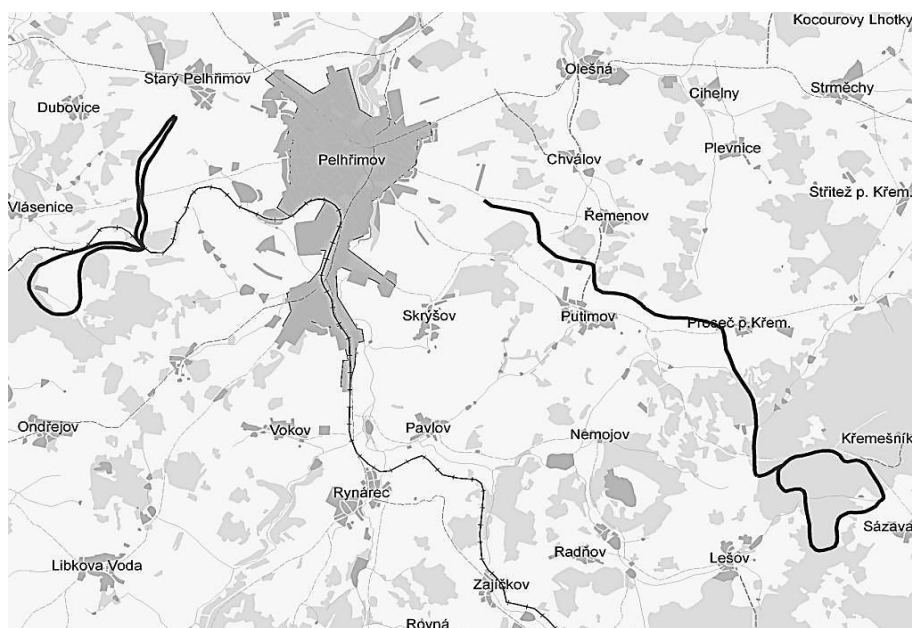 Kocourovy Lhotky
Starý Pelhřimov
Olešná
Dubovice
Cihelny
Strměchy
Pelhřimov
Chválov
Plevnice
Vlásenice
Střítež p. Křem.
Řemenov
Skrýšov
Putimov
Proseč p.Křem.
Ondřejov
Vokov
Pavlov
Nemojov
Křemešník
Rynárec
Sázava
Libkova Voda
Radňov
Lešov
Zajíčkov
Róvná